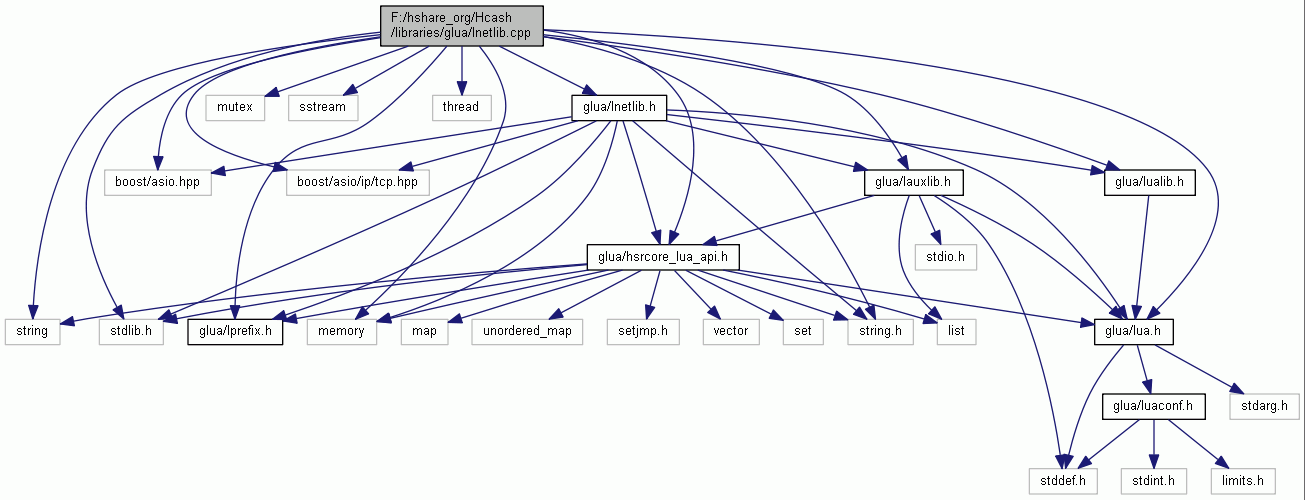 F:/hshare_org/Hcash
/libraries/glua/lnetlib.cpp
mutex
sstream
thread
glua/lnetlib.h
boost/asio.hpp
boost/asio/ip/tcp.hpp
glua/lauxlib.h
glua/lualib.h
glua/hsrcore_lua_api.h
stdio.h
string
stdlib.h
glua/lprefix.h
memory
map
unordered_map
setjmp.h
vector
set
string.h
list
glua/lua.h
glua/luaconf.h
stdarg.h
stddef.h
stdint.h
limits.h